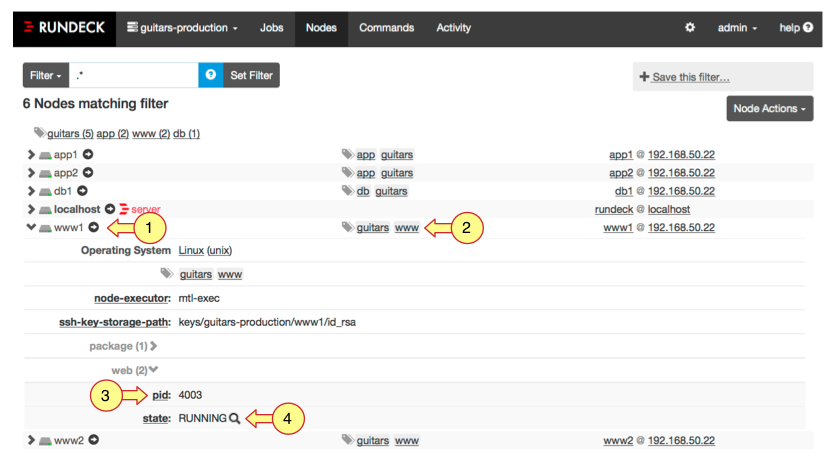 RUNDECK guitars-production Jobs Nodes Commands Activity admin help ?
Filter .* ? Set Filter + Save this filter...
6 Nodes matching filter Node Actions
guitars (5) app (2) www (2) db (1)
app1 app guitars app1 @ 192.168.50.22
app2 app guitars app2 @ 192.168.50.22
db1 db guitars db1 @ 192.168.50.22
localhost server rundeck @ localhost
www1 1 guitars www 2 www1 @ 192.168.50.22
Operating System Linux (unix)
guitars www
node-executor: mtl-exec
ssh-key-storage-path: keys/guitars-production/www1/id_rsa
package (1)
web (2)
3 pid: 4003
state: RUNNING 4
www2 guitars www www2 @ 192.168.50.22